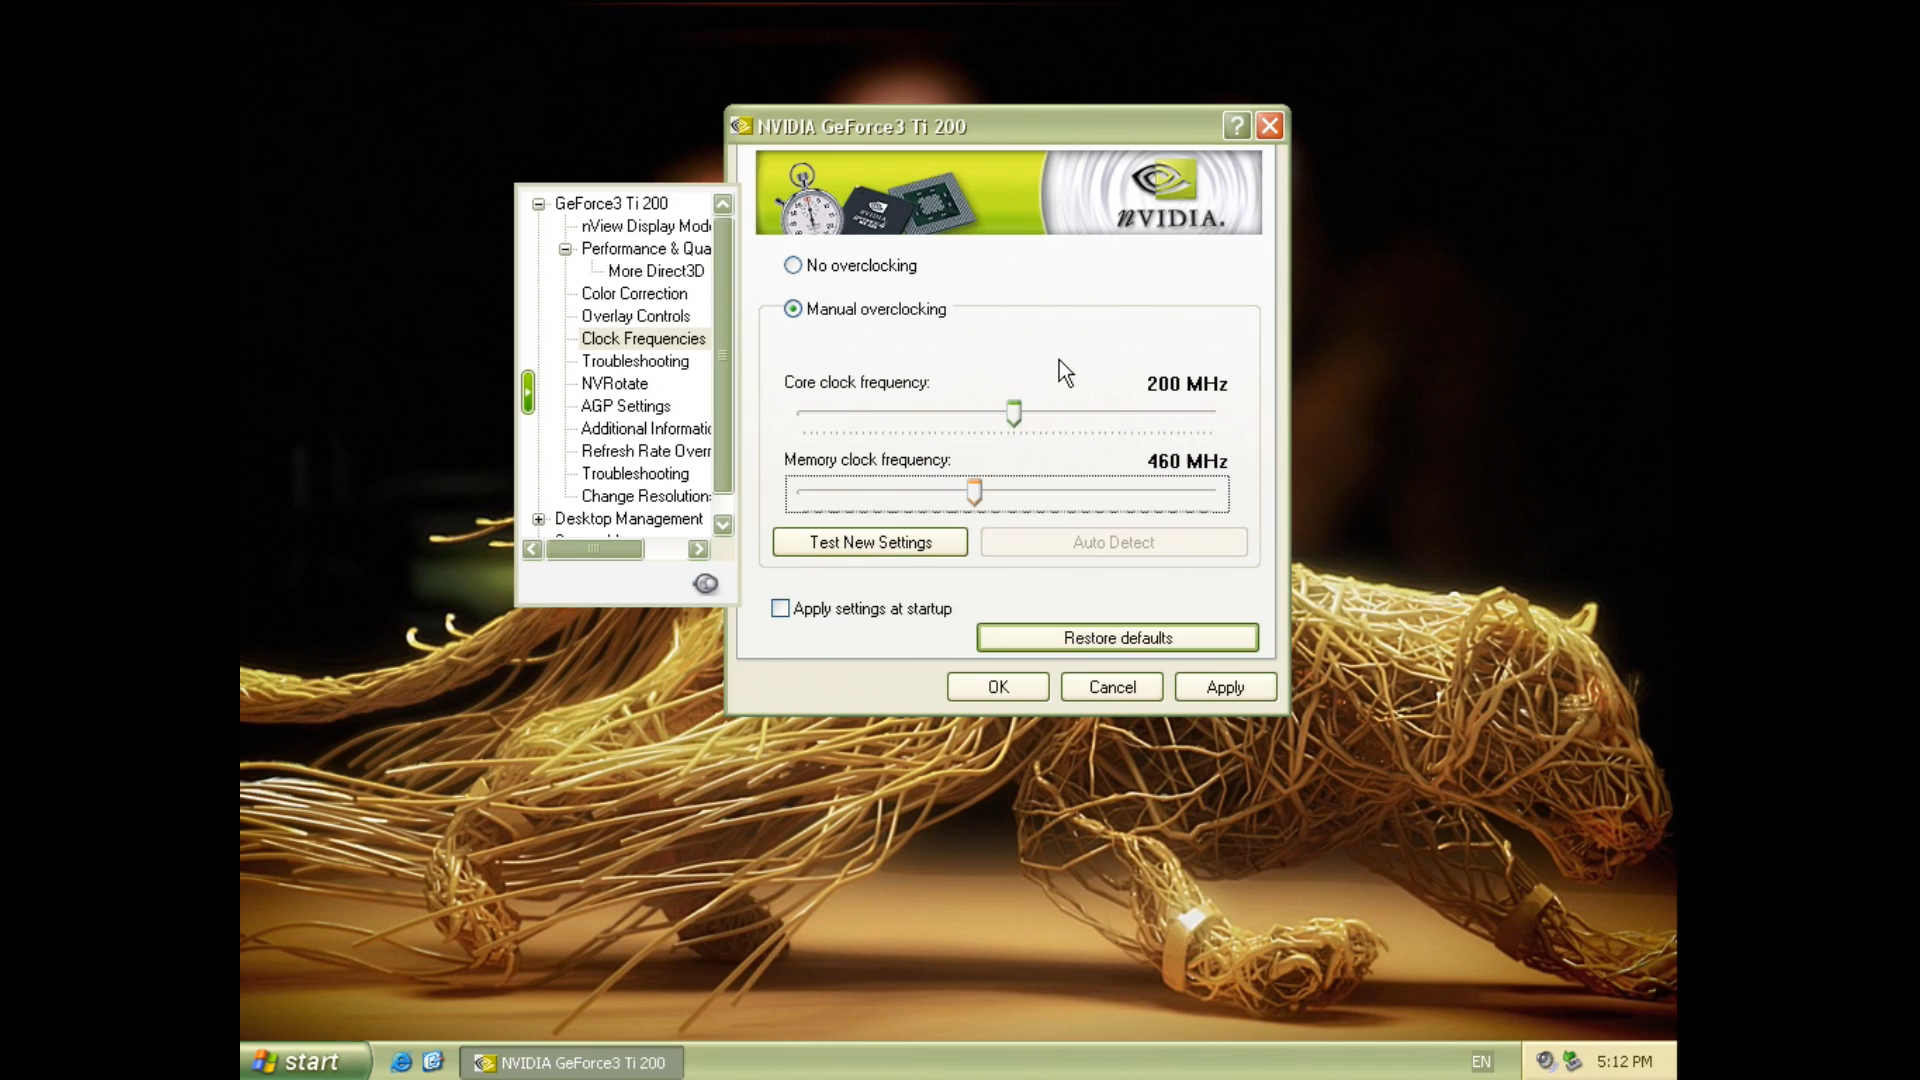 NVIDIA GeForce3 Ti 200
?
nVIDIA.
GeForce3 Ti 200
nView Display Mod
Performance & Qua
More Direct3D
Color Correction
Overlay Controls
Clock Frequencies
Troubleshooting
NVRotate
AGP Settings
Additional Informati
Refresh Rate Overr
Troubleshooting
Change Resolution
Desktop Management
No overclocking
Manual overclocking
Core clock frequency: 200 MHz
Memory clock frequency: 460 MHz
Test New Settings Auto Detect
Apply settings at startup
Restore defaults
OK Cancel Apply
start NVIDIA GeForce3 Ti 200 EN 5:12 PM